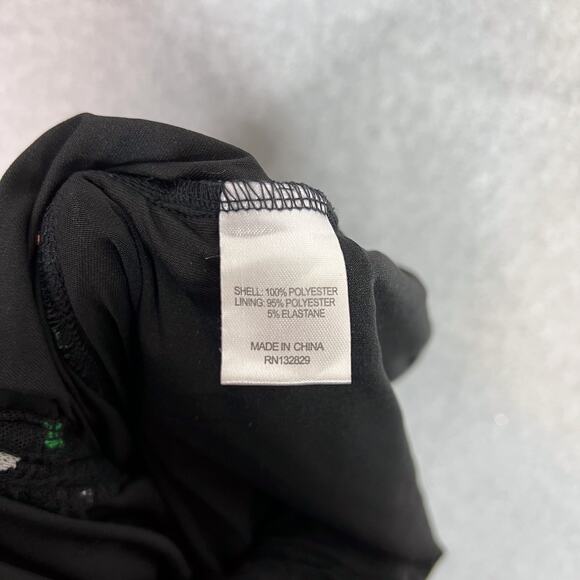 SHELL: 100% POLYESTER
LINING: 95% POLYESTER
5% ELASTANE
MADE IN CHINA
RN132829